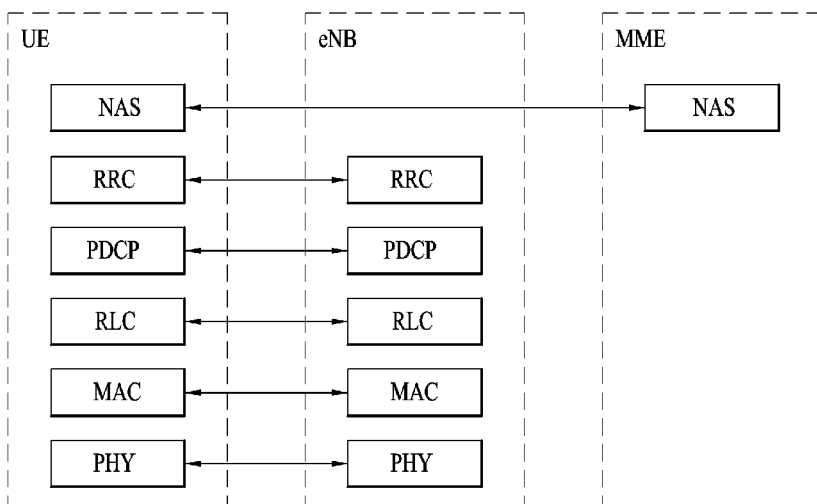 UE eNB MME
NAS NAS
RRC RRC
PDCP PDCP
RLC RLC
MAC MAC
PHY PHY